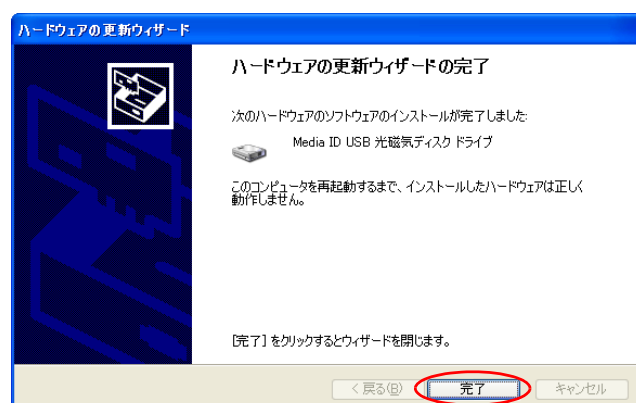 ハードウェアの更新ウィザード
ハードウェアの更新ウィザードの完了
次のハードウェアのソフトウェアのインストールが完了しました:
Media ID USB 光磁気ディスク ドライブ
このコンピュータを再起動するまで、インストールしたハードウェアは正しく
動作しません。
[完了] をクリックするとウィザードを閉じます。
< 戻る(B) 完了 キャンセル